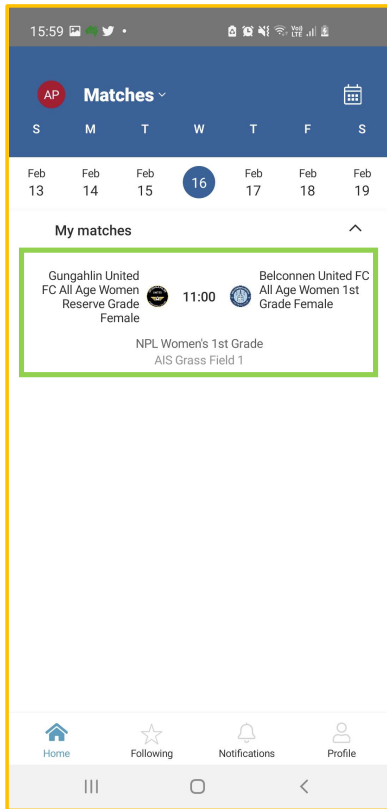 15:59
AP Matches
S M T W T F S
Feb Feb Feb Feb Feb Feb
13 14 15 16 17 18 19
My matches
Gungahlin United
FC All Age Women
Reserve Grade
Female
11:00
Belconnen United FC
All Age Women 1st
Grade Female
NPL Women's 1st Grade
AIS Grass Field 1
Home Following Notifications Profile